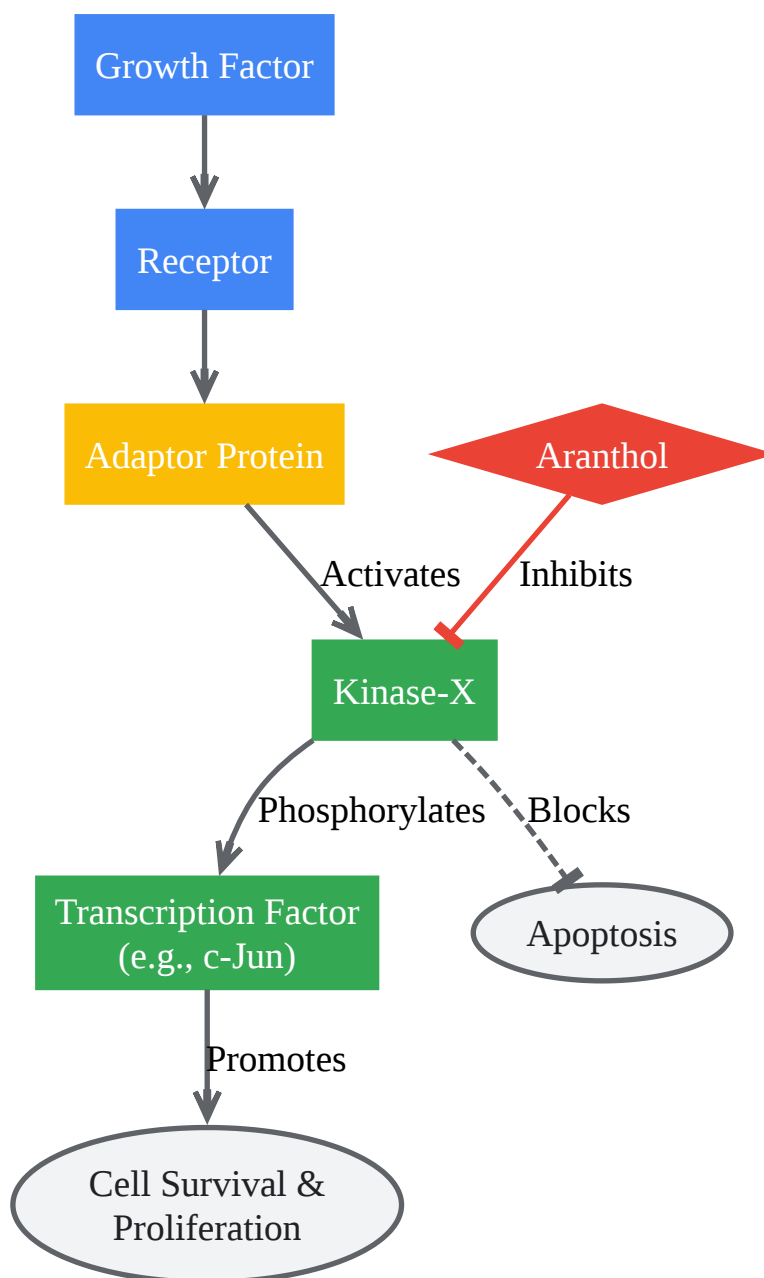 Growth Factor
Receptor
Adaptor Protein
Aranthol
Activates
Inhibits
Kinase-X
Phosphorylates
Blocks
Transcription Factor
(e.g., c-Jun)
Apoptosis
Promotes
Cell Survival &
Proliferation